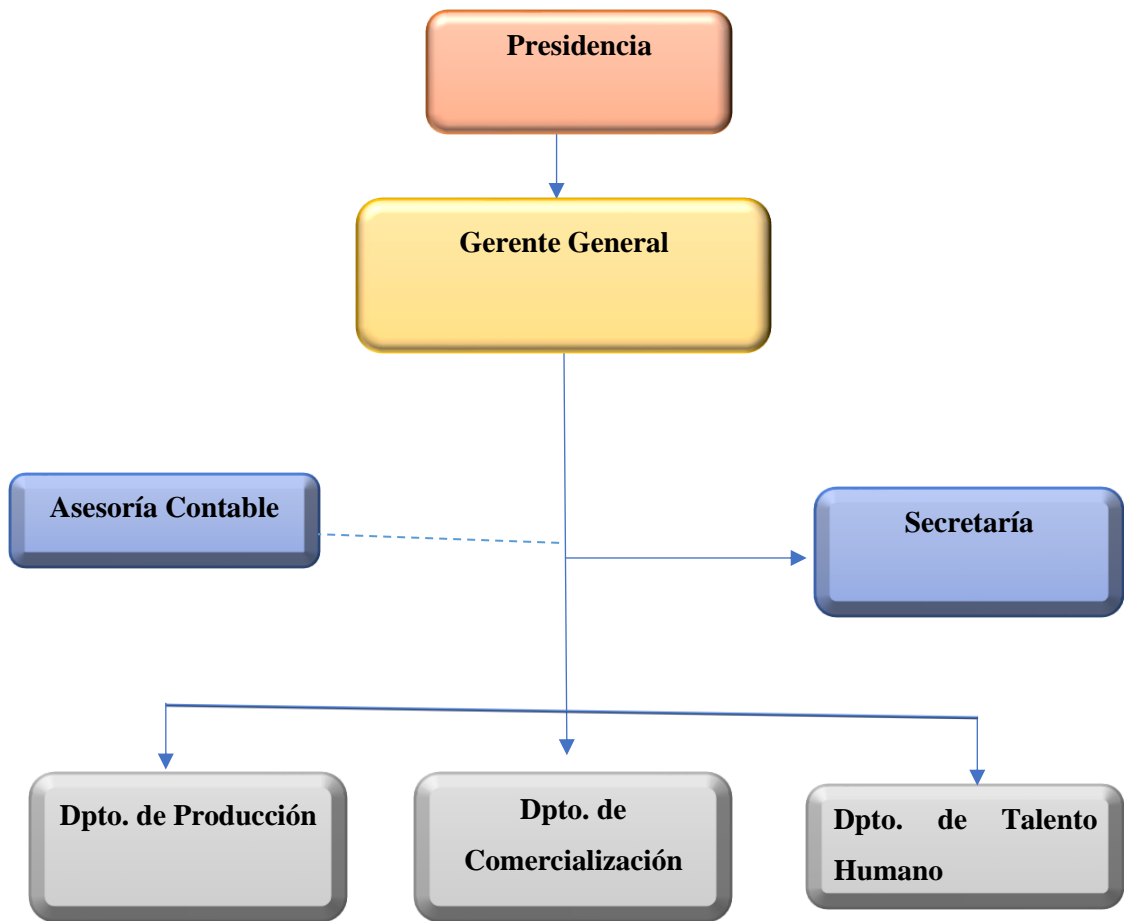 Presidencia
Gerente General
Asesoría Contable
Secretaría
Dpto. de Producción
Dpto. de
Comercialización
Dpto. de Talento
Humano